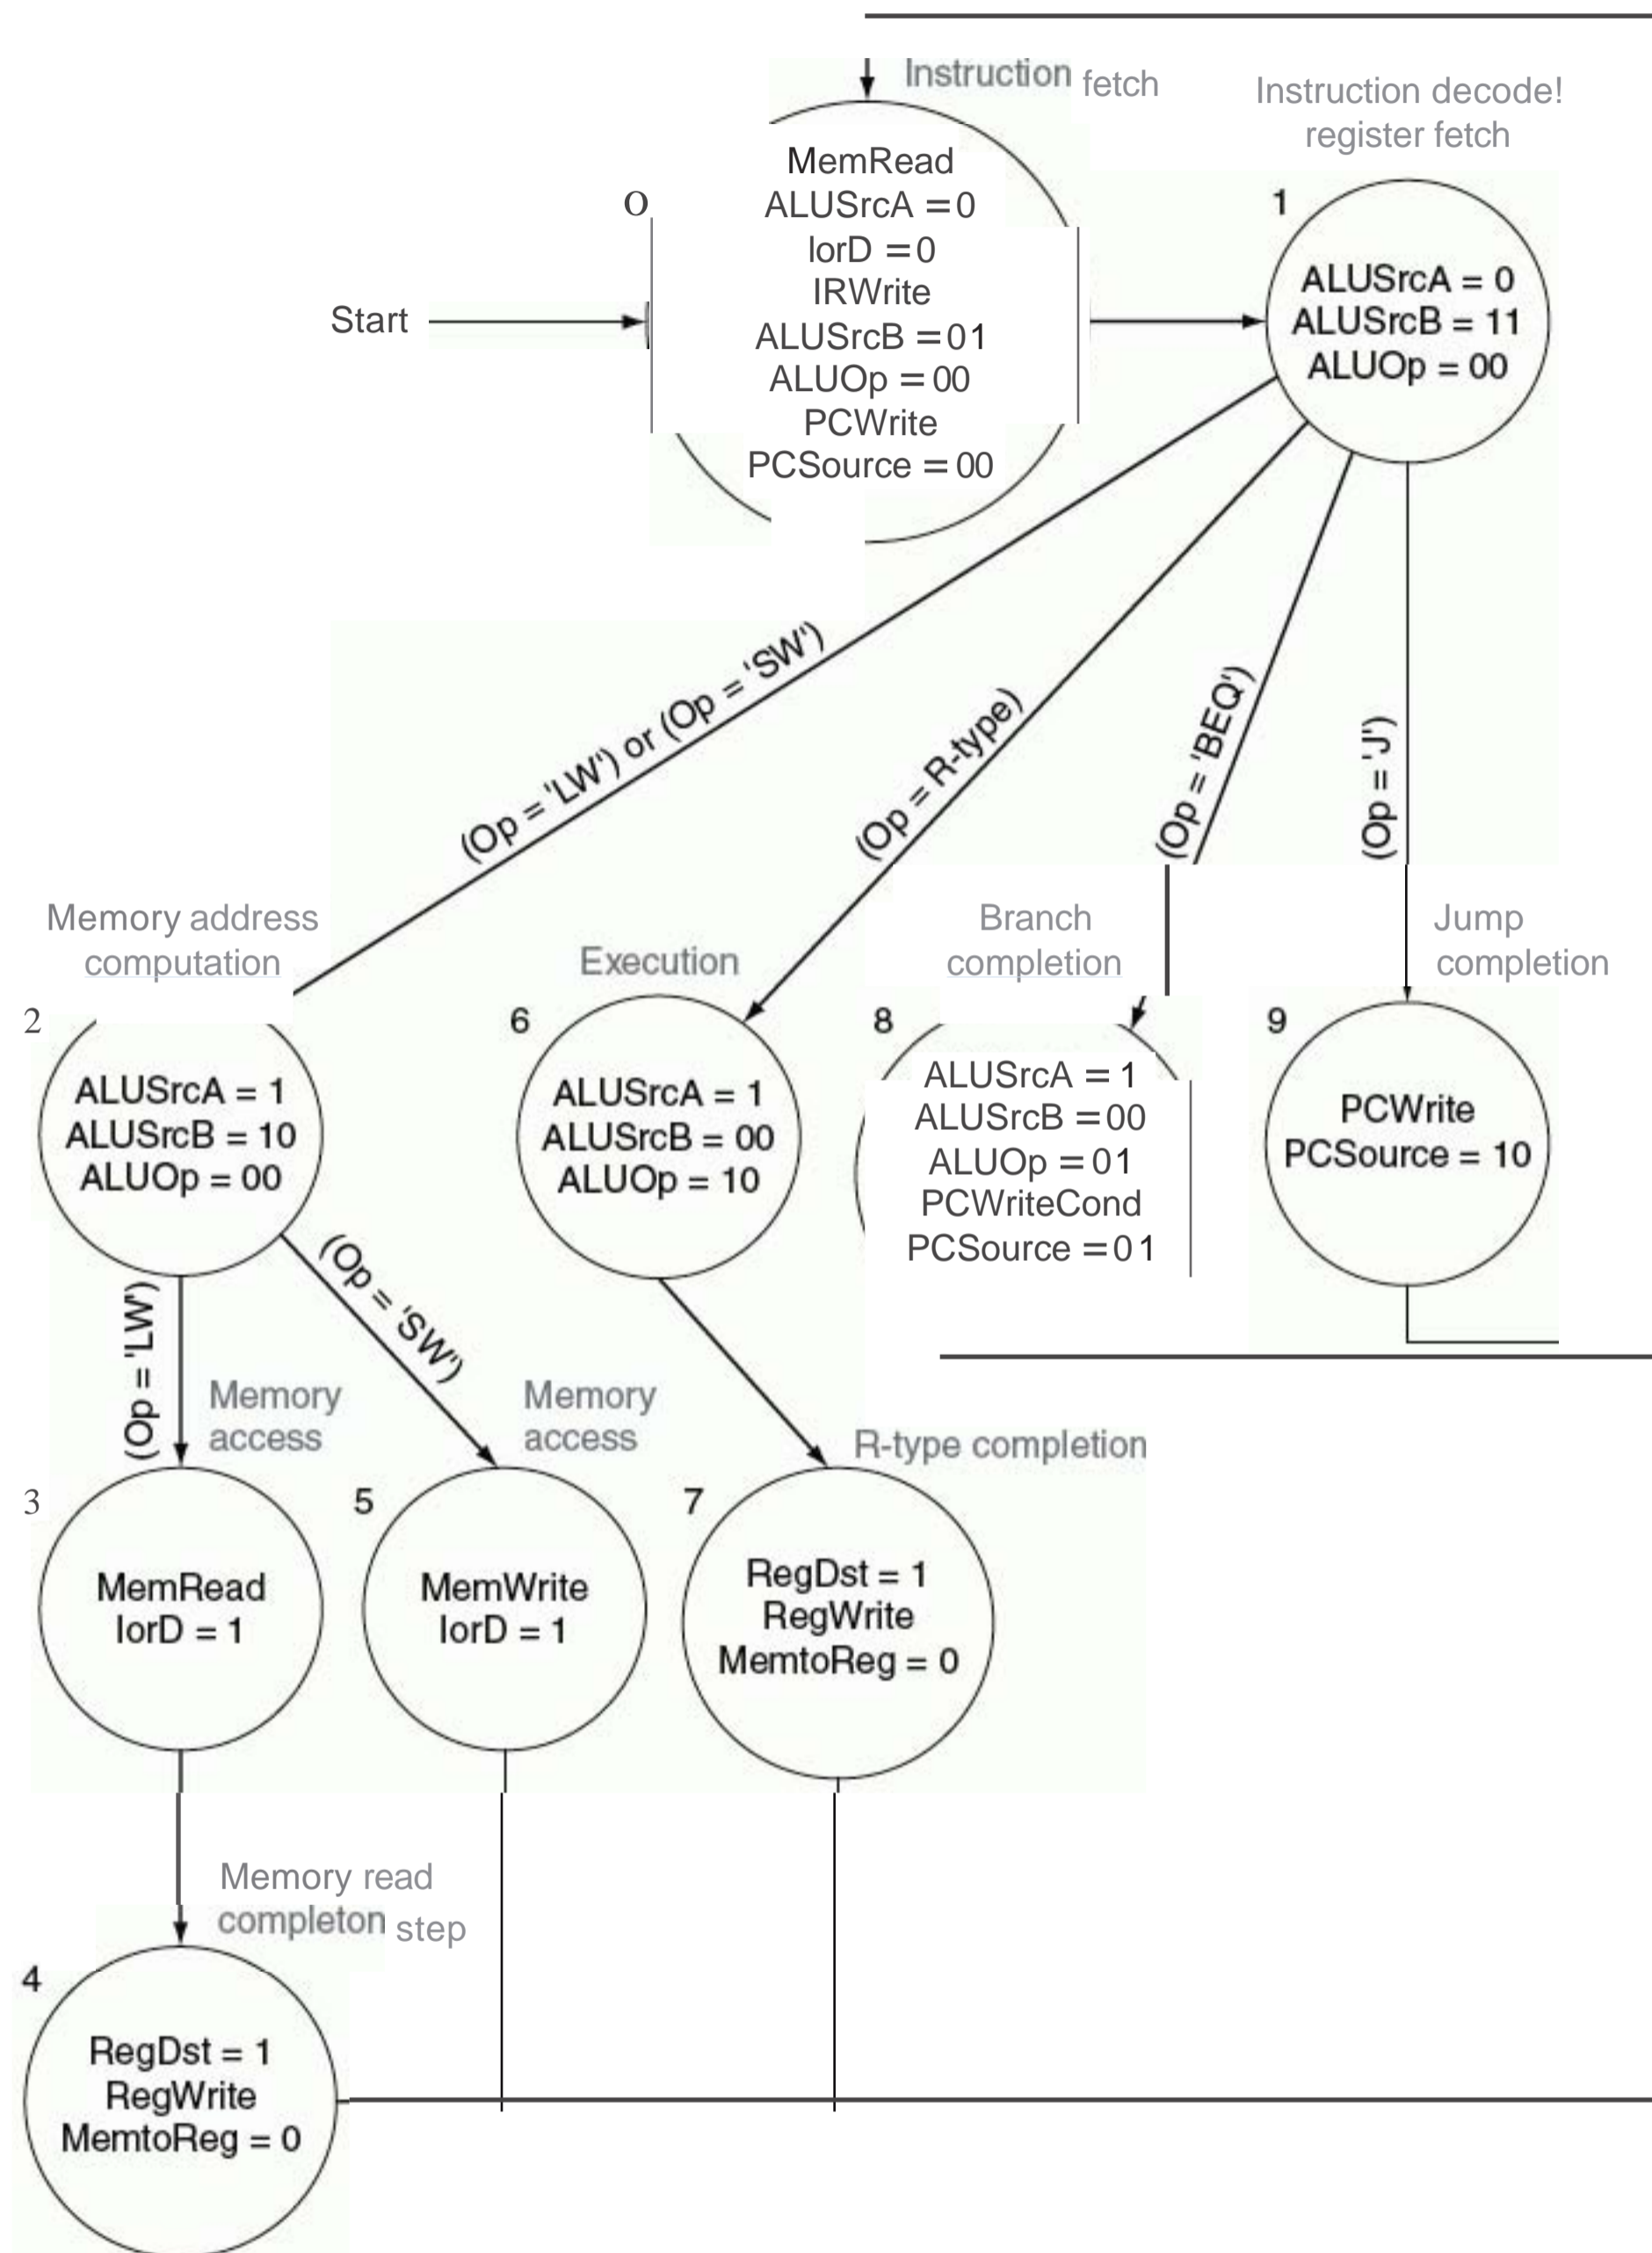 Instruction fetch
Instruction decode!
register fetch
O
MemRead
ALUSrcA =0
IorD =0
IRWrite
ALUSrcB =01
ALUOp =00
PCWrite
PCSource =00
Start
1
ALUSrcA = 0
ALUSrcB = 11
ALUOp = 00
(Op = 'LW') or (Op = 'SW')
(Op = R-type)
(Op = 'BEQ')
(Op = 'J')
Memory address
computation
Execution
Branch
completion
Jump
completion
2
ALUSrcA = 1
ALUSrcB = 10
ALUOp = 00
6
ALUSrcA = 1
ALUSrcB = 00
ALUOp = 10
8
ALUSrcA = 1
ALUSrcB =00
ALUOp =01
PCWriteCond
PCSource =01
9
PCWrite
PCSource = 10
(Op = 'LW')
(Op = 'SW')
Memory
access
Memory
access
R-type completion
3
MemRead
IorD = 1
5
MemWrite
IorD = 1
7
RegDst = 1
RegWrite
MemtoReg = 0
Memory read
completon step
4
RegDst = 1
RegWrite
MemtoReg = 0